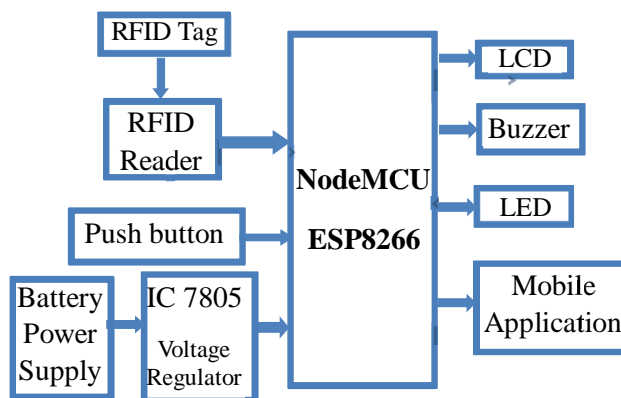 RFID Tag
RFID
Reader
Push button
Battery
Power
Supply
IC 7805
Voltage
Regulator
NodeMCU
ESP8266
LCD
Buzzer
LED
Mobile
Application